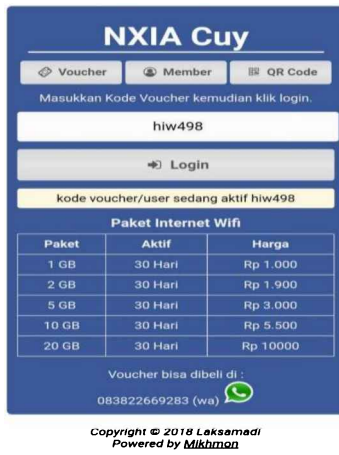 NXIA Cuy
Voucher Member QR Code
Masukkan Kode Voucher kemudian klik login.
hiw498
Login
kode voucher/user sedang aktif hiw498
Paket Internet Wifi
Paket Aktif Harga
1 GB 30 Hari Rp 1.000
2 GB 30 Hari Rp 1.900
5 GB 30 Hari Rp 3.000
10 GB 30 Hari Rp 5.500
20 GB 30 Hari Rp 10000
Voucher bisa dibeli di :
083822669283 (wa)
Copyright © 2018 Laksamadi
Powered by Mikhmon